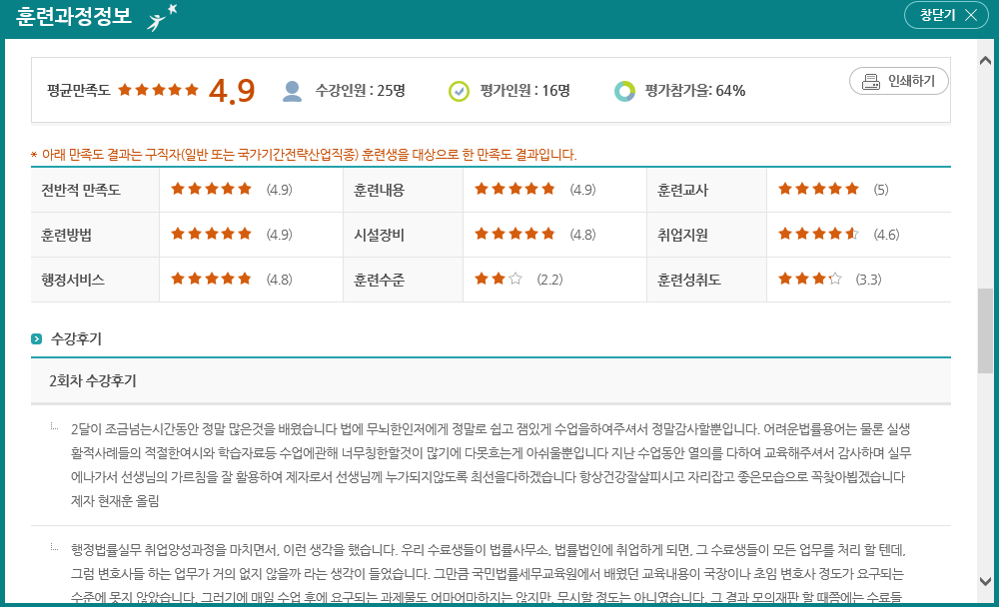 훈련과정정보
창닫기
평균만족도 4.9 수강인원 : 25명 평가인원 : 16명 평가참가율: 64% 인쇄하기
* 아래 만족도 결과는 구직자(일반 또는 국가기간전략산업직종) 훈련생을 대상으로 한 만족도 결과입니다.
전반적 만족도 (4.9) 훈련내용 (4.9) 훈련교사 (5)
훈련방법 (4.9) 시설장비 (4.8) 취업지원 (4.6)
행정서비스 (4.8) 훈련수준 (2.2) 훈련성취도 (3.3)
수강후기
2회차 수강후기
2달이 조금넘는시간동안 정말 많은것을 배웠습니다 법에 무뇌한인저에게 정말로 쉽고 잼있게 수업을하여주셔서 정말감사할뿐입니다. 어려운법률용어는 물론 실생
활적사례들의 적절한여시와 학습자료등 수업에관해 너무칭한할것이 많기에 다못흐는게 아쉬울뿐입니다 지난 수업동안 열의를 다하여 교육해주셔서 감사하며 실무
에나가서 선생님의 가르침을 잘 활용하여 제자로서 선생님께 누가되지않도록 최선을다하겠습니다 항상건강잘살피시고 자리잡고 좋은모습으로 꼭찾아뵙겠습니다
제자 현재훈 올림
행정법률실무 취업양성과정을 마치면서, 이런 생각을 했습니다. 우리 수료생들이 법률사무소, 법률법인에 취업하게 되면, 그 수료생들이 모든 업무를 처리 할 텐데,
그럼 변호사들 하는 업무가 거의 없지 않을까 라는 생각이 들었습니다. 그만큼 국민법률세무교육원에서 배웠던 교육내용이 국장이나 초임 변호사 정도가 요구되는
수준에 못지 않았습니다. 그러기에 매일 수업 후에 요구되는 과제물도 어마어마하지는 않지만, 무시할 정도는 아니였습니다. 그 결과 모의재판 할 때쯤에는 수료들